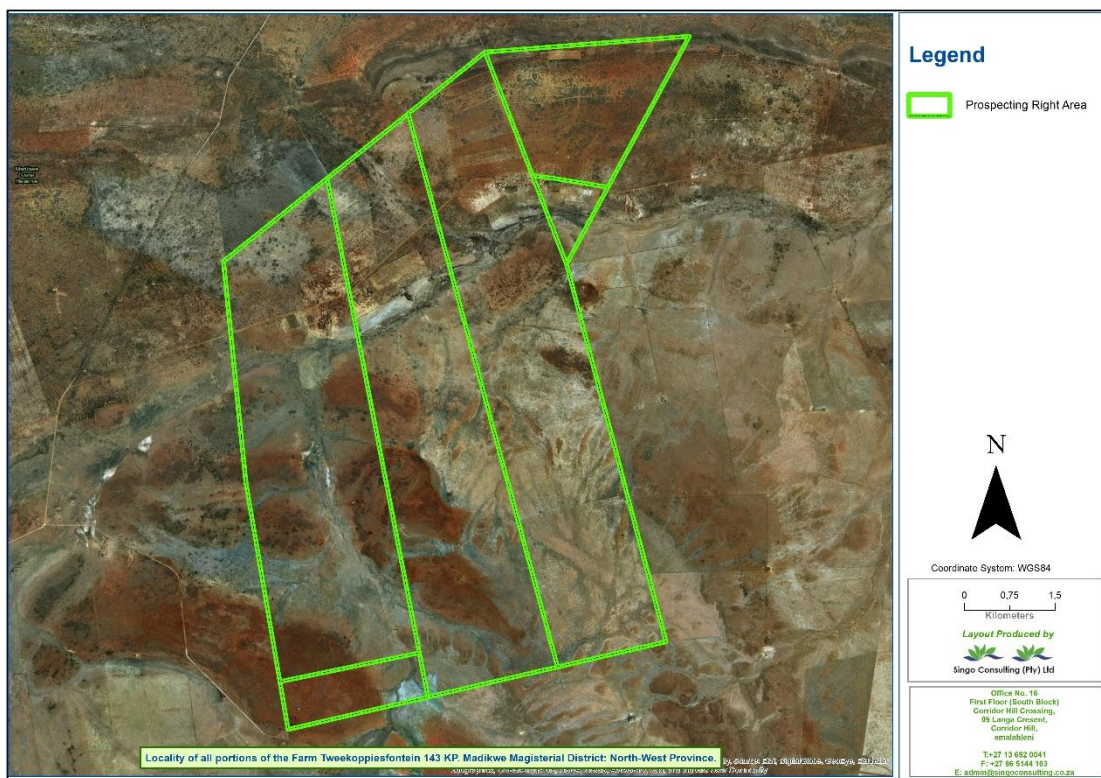 Legend
Prospecting Right Area
Madikwe
Game
Reserve
N
Coordinate System: WGS84
0 0,75 1,5
Kilometers
Layout Produced by
Singo Consulting (Pty) Ltd
Office No. 16
First Floor (South Block)
Corridor Hill Crossing,
09 Langa Cresent,
Corridor Hill,
emalahleni
T:+27 13 692 0041
F: +27 86 5144 103
E: admin@singoconsulting.co.za
Locality of all portions of the Farm Tweekoppiesfontein 143 KP. Madikwe Magisterial District: North-West Province.